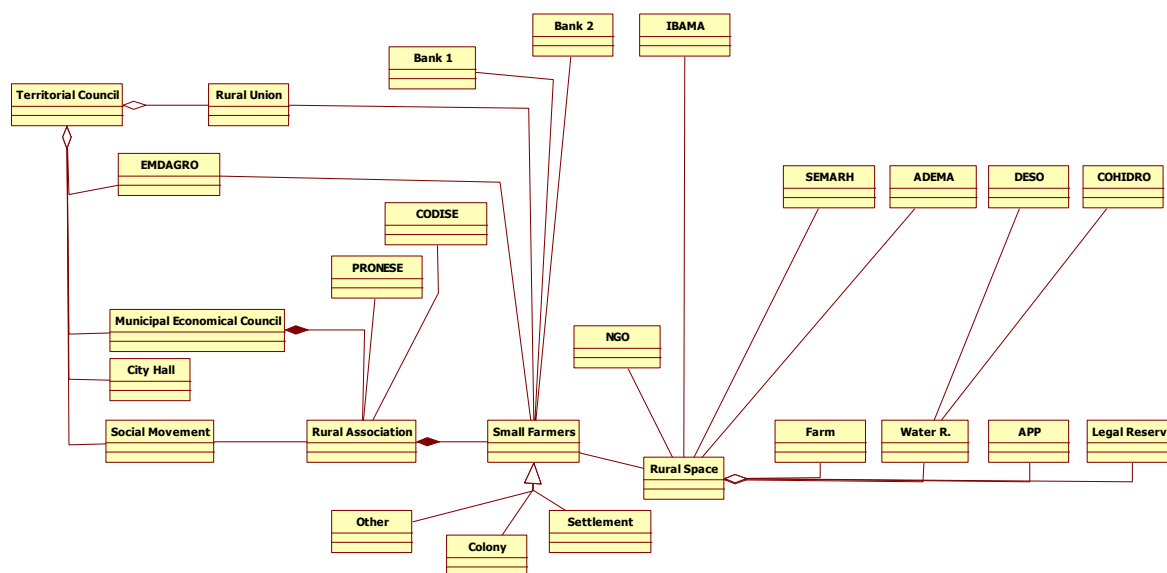 Bank 2
IBAMA
Bank 1
Territorial Council
Rural Union
EMDAGRO
SEMARH
ADEMA
DESO
COHIDRO
CODISE
PRONESE
Municipal Economical Council
NGO
City Hall
Social Movement
Rural Association
Small Farmers
Farm
Water R.
APP
Legal Reserv
Rural Space
Other
Settlement
Colony